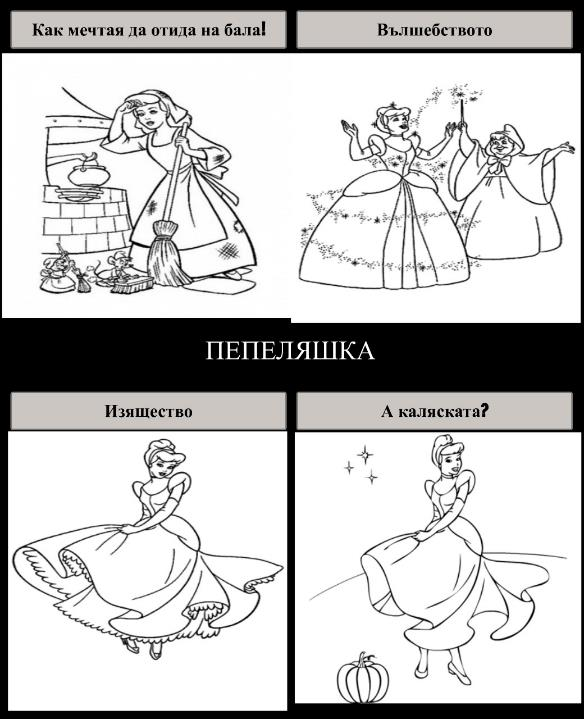 Как мечтая да отида на бала!
Вълшебството
ПЕПЕЛЯШКА
Изящество
А каляската?